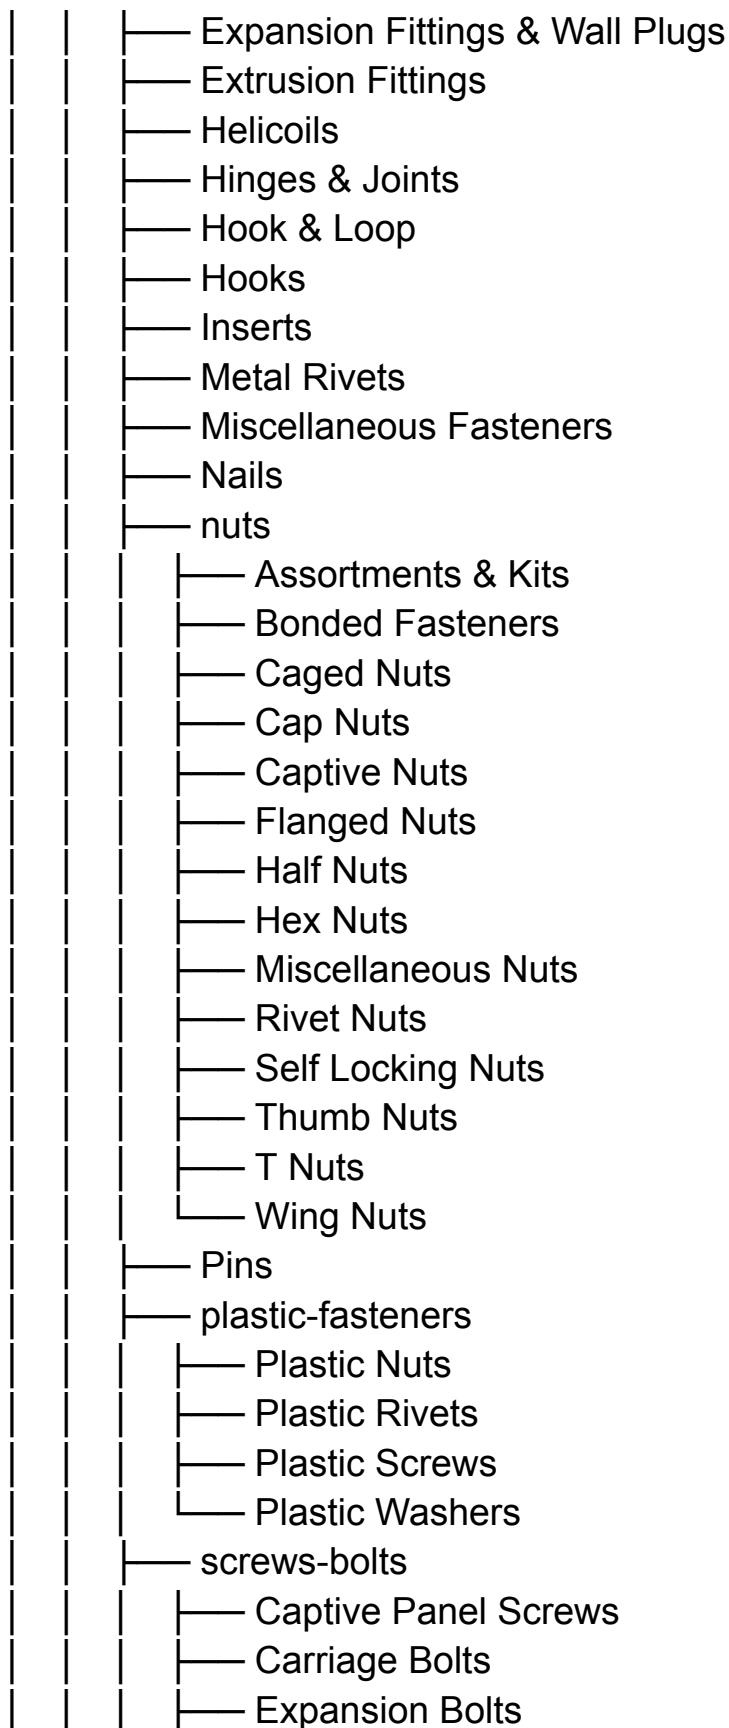 Expansion Fittings & Wall Plugs
Extrusion Fittings
Helicoils
Hinges & Joints
Hook & Loop
Hooks
Inserts
Metal Rivets
Miscellaneous Fasteners
Nails
nuts
Assortments & Kits
Bonded Fasteners
Caged Nuts
Cap Nuts
Captive Nuts
Flanged Nuts
Half Nuts
Hex Nuts
Miscellaneous Nuts
Rivet Nuts
Self Locking Nuts
Thumb Nuts
T Nuts
Wing Nuts
Pins
plastic-fasteners
Plastic Nuts
Plastic Rivets
Plastic Screws
Plastic Washers
screws-bolts
Captive Panel Screws
Carriage Bolts
Expansion Bolts